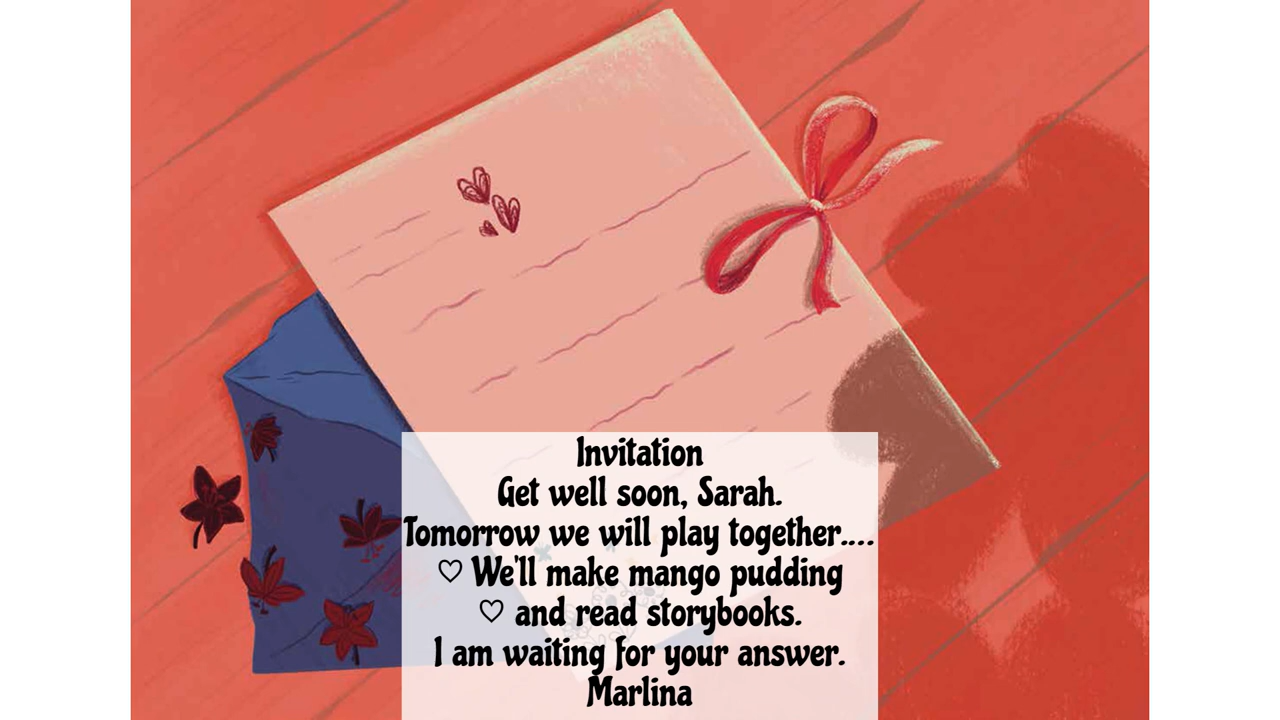 Invitation
Get well soon, Sarah.
Tomorrow we will play together....
♡ We'll make mango pudding
♡ and read storybooks.
I am waiting for your answer.
Marlina